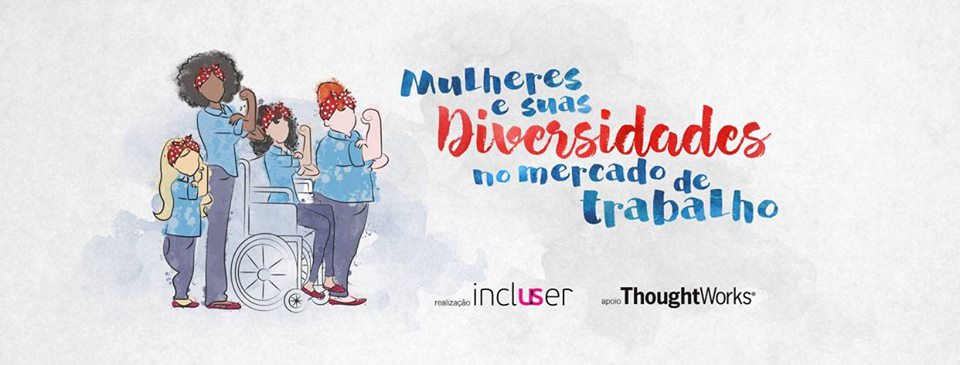 Mulheres
e suas
Diversidades
no mercado de
trabalho
realização incluser
apoio ThoughtWorks®